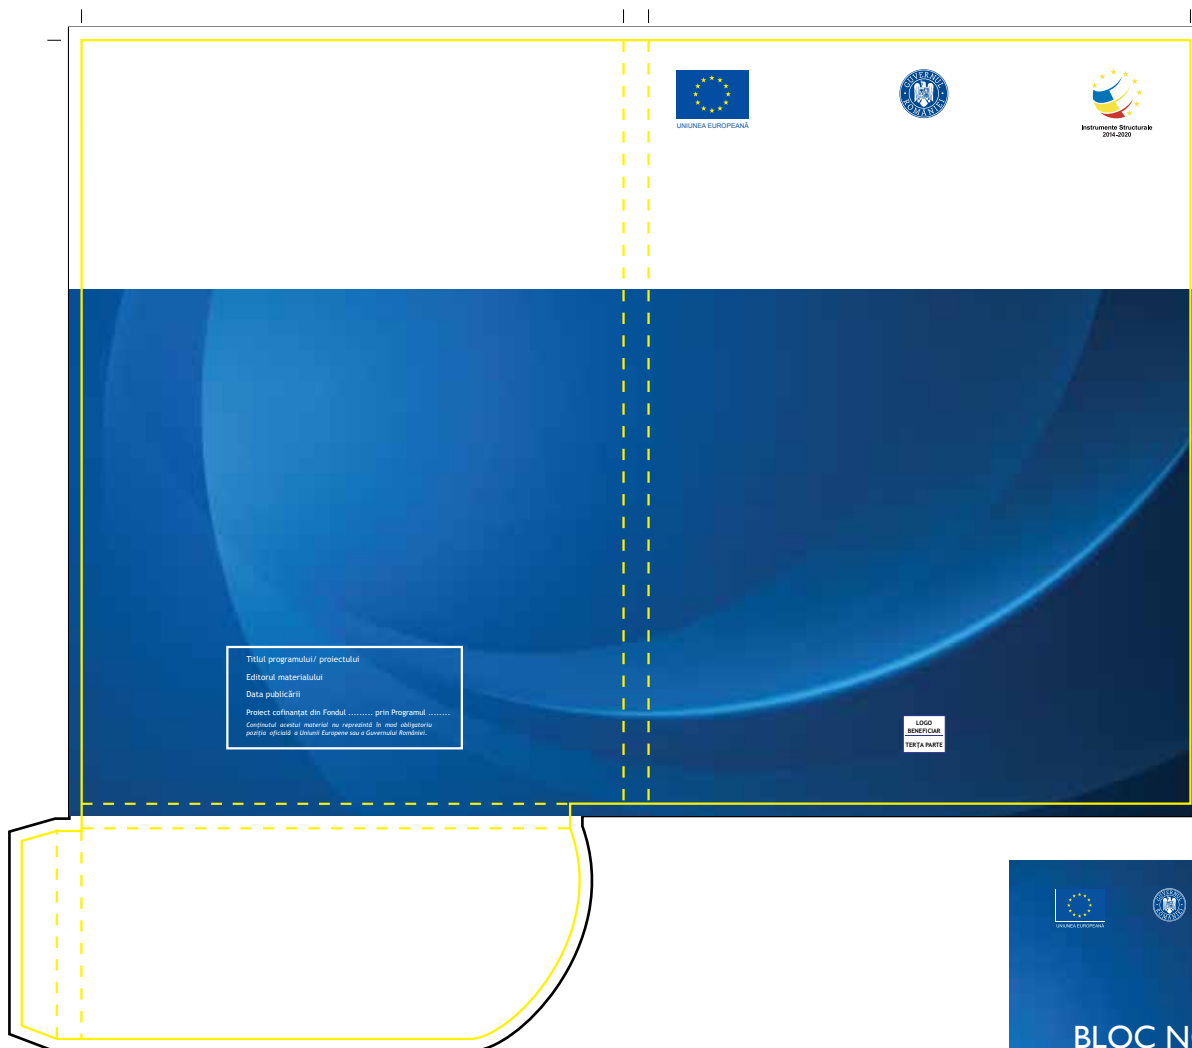 UNIUNEA EUROPEANĂ
GUVERNUL ROMÂNIEI
Instrumente Structurale
2014-2020
Titlul programului/ proiectului
Editorul materialului
Data publicării
Proiect cofinanțat din Fondul ......... prin Programul ........
Conținutul acestui material nu reprezintă în mod obligatoriu
poziția oficială a Uniunii Europene sau a Guvernului României.
LOGO
BENEFICIAR
TERȚA PARTE
UNIUNEA EUROPEANĂ
GUVERNUL ROMÂNIEI
BLOC N